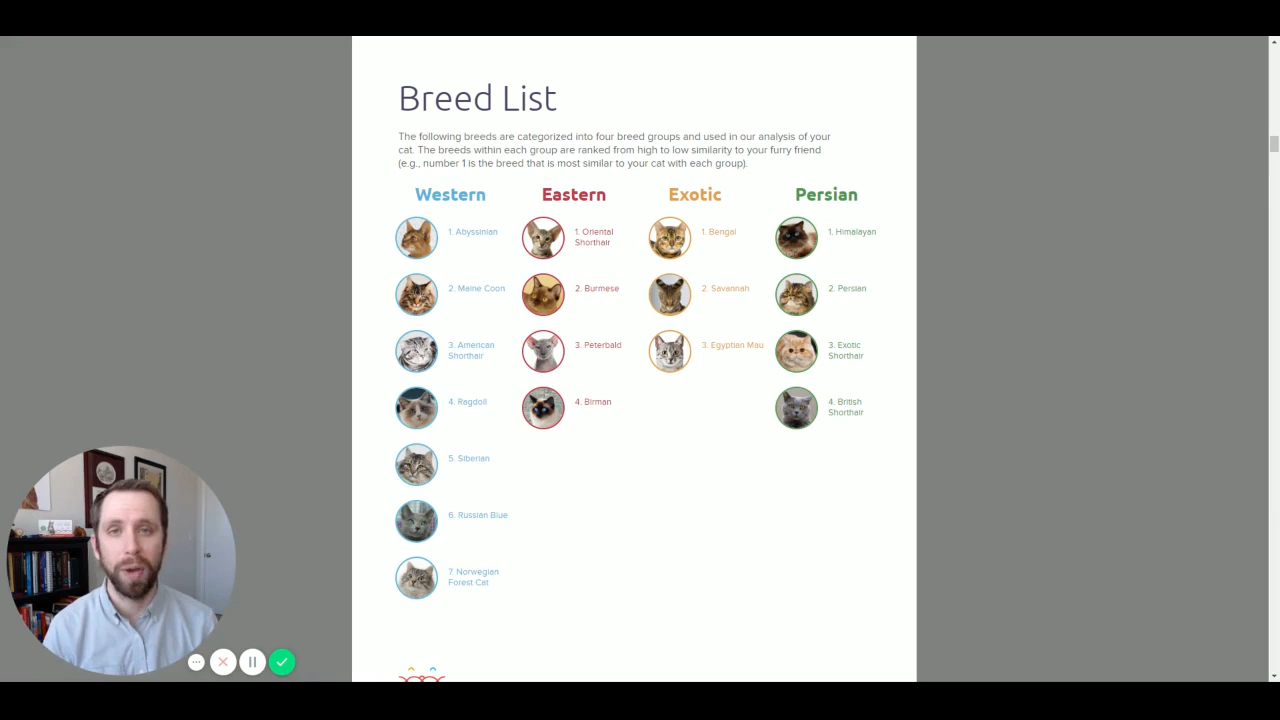 Breed List
The following breeds are categorized into four breed groups and used in our analysis of your
cat. The breeds within each group are ranked from high to low similarity to your furry friend
(e.g., number 1 is the breed that is most similar to your cat with each group).
Western
Eastern
Exotic
Persian
1. Abyssinian
1. Oriental
Shorthair
1. Bengal
1. Himalayan
2. Maine Coon
2. Burmese
2. Savannah
2. Persian
3. American
Shorthair
3. Peterbald
3. Egyptian Mau
3. Exotic
Shorthair
4. Ragdoll
4. Birman
4. British
Shorthair
5. Siberian
6. Russian Blue
7. Norwegian
Forest Cat